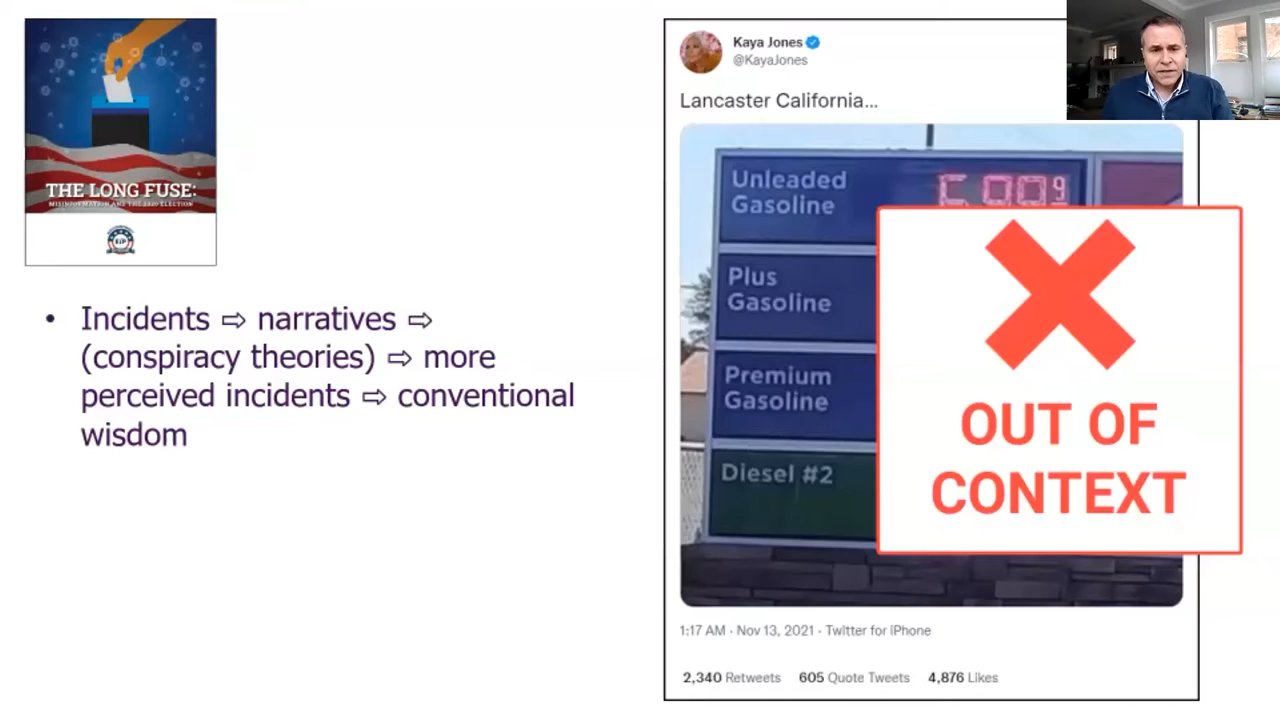 THE LONG FUSE:
MISINFORMATION AND THE 2020 ELECTION
EIP
• Incidents ⇨ narratives ⇨
(conspiracy theories) ⇨ more
perceived incidents ⇨ conventional
wisdom
Kaya Jones
@KayaJones
Lancaster California...
Unleaded
Gasoline
Plus
Gasoline
Premium
Gasoline
Diesel #2
OUT OF
CONTEXT
1:17 AM · Nov 13, 2021 · Twitter for iPhone
2,340 Retweets 605 Quote Tweets 4,876 Likes